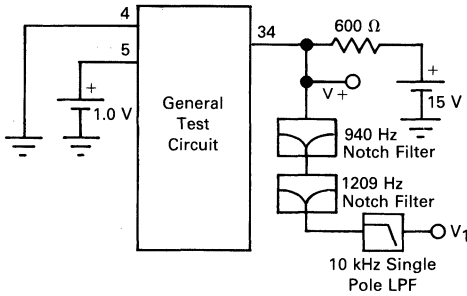 4
5
34
600 Ω
+
1.0 V
General
Test
Circuit
V+
+
15 V
940 Hz
Notch Filter
1209 Hz
Notch Filter
V1
10 kHz Single
Pole LPF